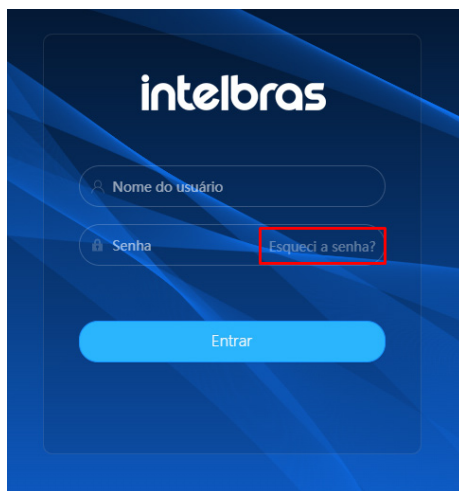 intelbras
Nome do usuário
Senha Esqueci a senha?
Entrar